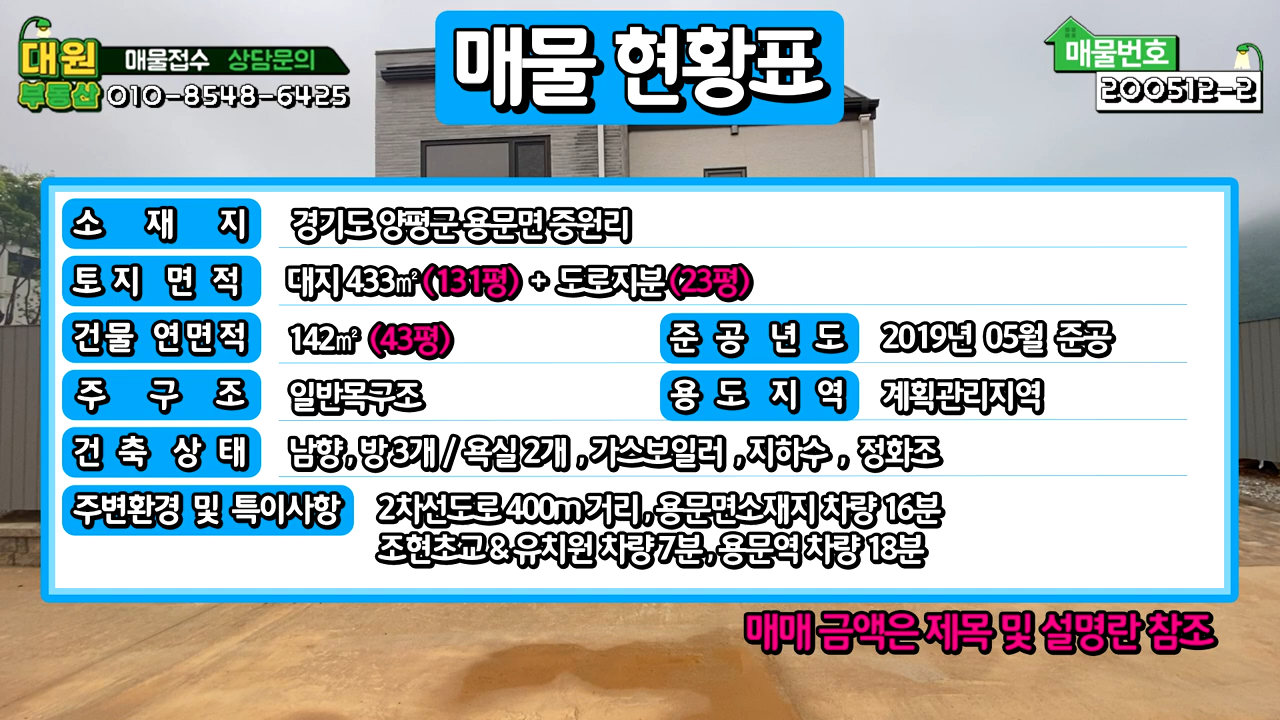 대원 매물접수 상담문의
부동산 010-8548-6425
매물 현황표
매물번호
200512-2
소재지 경기도 양평군 용문면 중원리
토지면적 대지 433㎡(131평) + 도로지분(23평)
건물 연면적 142㎡ (43평) 준공년도 2019년 05월 준공
주구조 일반목구조 용도지역 계획관리지역
건축상태 남향, 방 3개 / 욕실 2개 , 가스보일러 , 지하수 , 정화조
주변환경 및 특이사항 2차선도로 400m 거리, 용문면소재지 차량 16분
조현초교 & 유치원 차량 7분, 용문역 차량 18분
매매 금액은 제목 및 설명란 참조